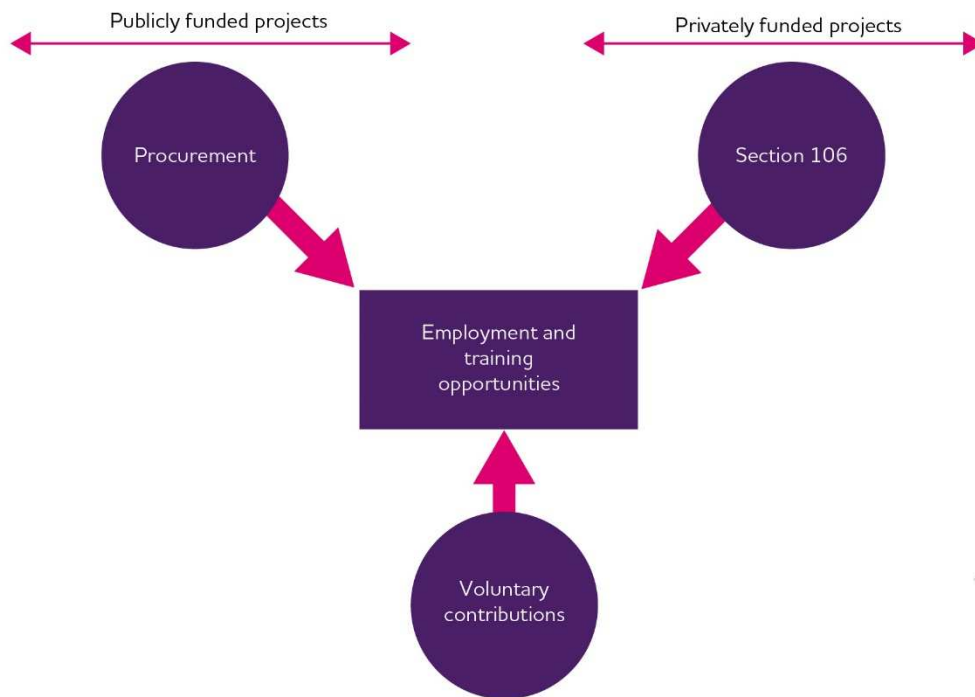 Publicly funded projects
Privately funded projects
Procurement
Section 106
Employment and
training
opportunities
Voluntary
contributions